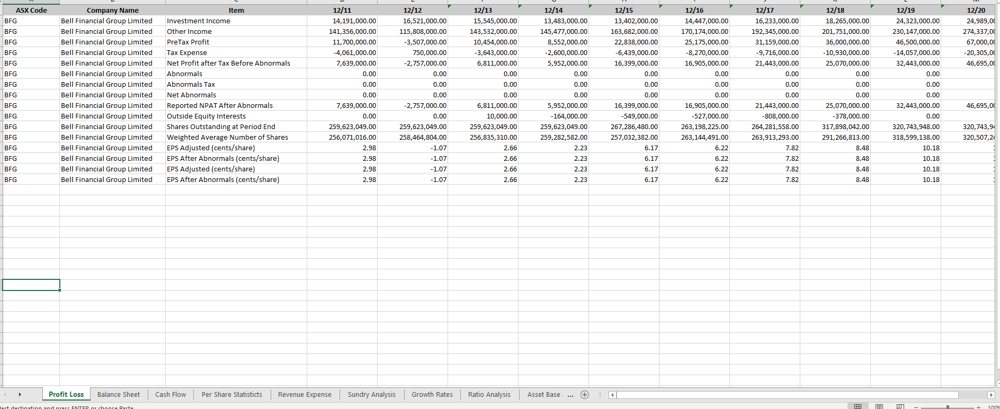 ASX Code Company Name Item 12/11 12/12 12/13 12/14 12/15 12/16 12/17 12/18 12/19 12/20
BFG Bell Financial Group Limited Investment Income 14,191,000.00 16,521,000.00 15,545,000.00 13,483,000.00 13,402,000.00 14,447,000.00 16,233,000.00 18,265,000.00 24,323,000.00 24,989,00
BFG Bell Financial Group Limited Other Income 141,356,000.00 115,808,000.00 143,532,000.00 145,477,000.00 163,682,000.00 170,174,000.00 192,345,000.00 201,751,000.00 230,147,000.00 274,337,00
BFG Bell Financial Group Limited PreTax Profit 11,700,000.00 -3,507,000.00 10,454,000.00 8,552,000.00 22,838,000.00 25,175,000.00 31,159,000.00 36,000,000.00 46,500,000.00 67,000,00
BFG Bell Financial Group Limited Tax Expense -4,061,000.00 750,000.00 -3,643,000.00 -2,600,000.00 -6,439,000.00 -8,270,000.00 -9,716,000.00 -10,930,000.00 -14,057,000.00 -20,305,00
BFG Bell Financial Group Limited Net Profit after Tax Before Abnormals 7,639,000.00 -2,757,000.00 6,811,000.00 5,952,000.00 16,399,000.00 16,905,000.00 21,443,000.00 25,070,000.00 32,443,000.00 46,695,00
BFG Bell Financial Group Limited Abnormals 0.00 0.00 0.00 0.00 0.00 0.00 0.00 0.00 0.00
BFG Bell Financial Group Limited Abnormals Tax 0.00 0.00 0.00 0.00 0.00 0.00 0.00 0.00 0.00
BFG Bell Financial Group Limited Net Abnormals 0.00 0.00 0.00 0.00 0.00 0.00 0.00 0.00 0.00
BFG Bell Financial Group Limited Reported NPAT After Abnormals 7,639,000.00 -2,757,000.00 6,811,000.00 5,952,000.00 16,399,000.00 16,905,000.00 21,443,000.00 25,070,000.00 32,443,000.00 46,695,00
BFG Bell Financial Group Limited Outside Equity Interests 0.00 0.00 10,000.00 -164,000.00 -549,000.00 -527,000.00 -808,000.00 -378,000.00 0.00
BFG Bell Financial Group Limited Shares Outstanding at Period End 259,623,049.00 259,623,049.00 259,623,049.00 259,623,049.00 267,286,480.00 263,198,225.00 264,281,558.00 317,898,042.00 320,743,948.00 320,743,94
BFG Bell Financial Group Limited Weighted Average Number of Shares 256,071,016.00 258,464,804.00 256,835,310.00 259,282,582.00 257,032,382.00 263,144,491.00 263,913,293.00 291,266,813.00 318,599,138.00 320,507,24
BFG Bell Financial Group Limited EPS Adjusted (cents/share) 2.98 -1.07 2.66 2.23 6.17 6.22 7.82 8.48 10.18
BFG Bell Financial Group Limited EPS After Abnormals (cents/share) 2.98 -1.07 2.66 2.23 6.17 6.22 7.82 8.48 10.18
BFG Bell Financial Group Limited EPS Adjusted (cents/share) 2.98 -1.07 2.66 2.23 6.17 6.22 7.82 8.48 10.18
BFG Bell Financial Group Limited EPS After Abnormals (cents/share) 2.98 -1.07 2.66 2.23 6.17 6.22 7.82 8.48 10.18
Profit Loss Balance Sheet Cash Flow Per Share Statisticts Revenue Expense Sundry Analysis Growth Rates Ratio Analysis Asset Base ...
lect destination and press ENTER or choose Paste 100%